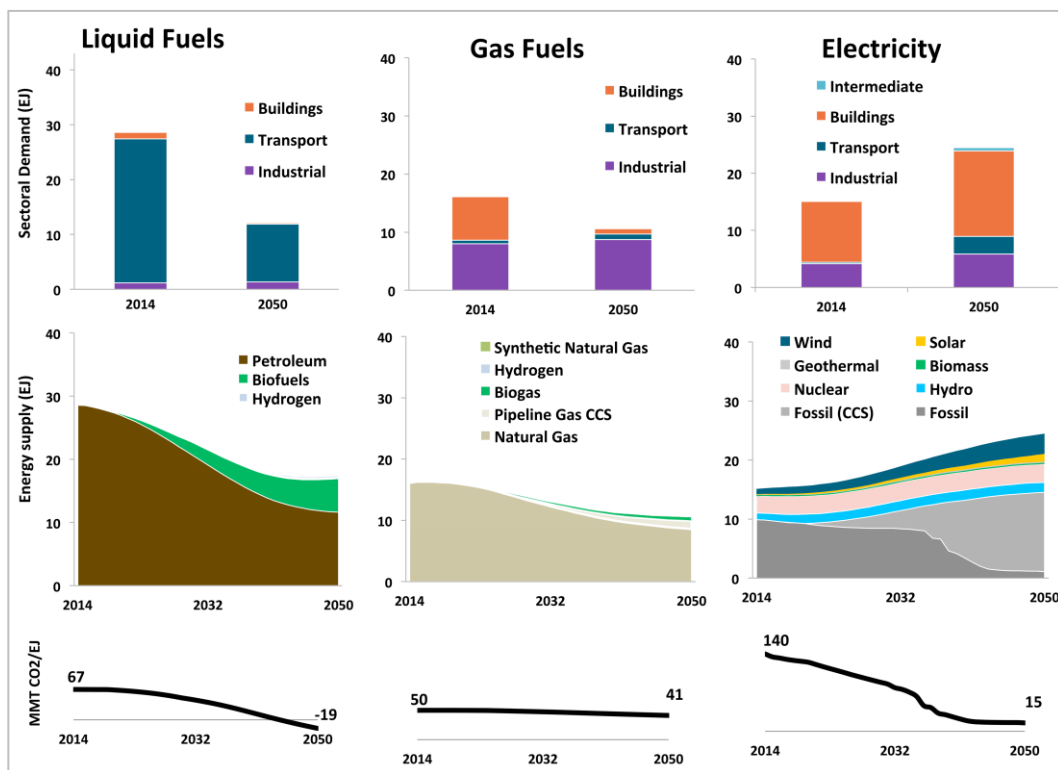 Liquid Fuels
Gas Fuels
Electricity
Sectoral Demand (EJ)
40
30
20
10
0
Buildings
Transport
Industrial
2014
2050
40
30
20
10
0
Buildings
Transport
Industrial
2014
2050
40
30
20
10
0
Intermediate
Buildings
Transport
Industrial
2014
2050
Energy supply (EJ)
40
30
20
10
0
Petroleum
Biofuels
Hydrogen
2014
2032
2050
40
30
20
10
0
Synthetic Natural Gas
Hydrogen
Biogas
Pipeline Gas CCS
Natural Gas
2014
2032
2050
40
30
20
10
0
Wind
Solar
Geothermal
Biomass
Nuclear
Hydro
Fossil (CCS)
Fossil
2014
2032
2050
MMT CO2/EJ
67
-19
2014
2032
2050
50
41
2014
2032
2050
140
15
2014
2032
2050